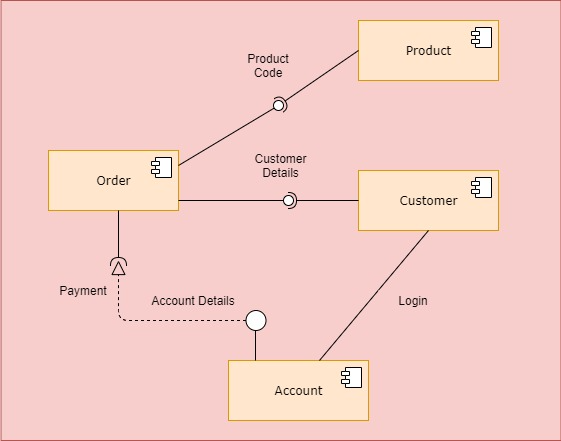 Product
Code
Product
Customer
Details
Order
Customer
Payment
Account Details
Login
Account